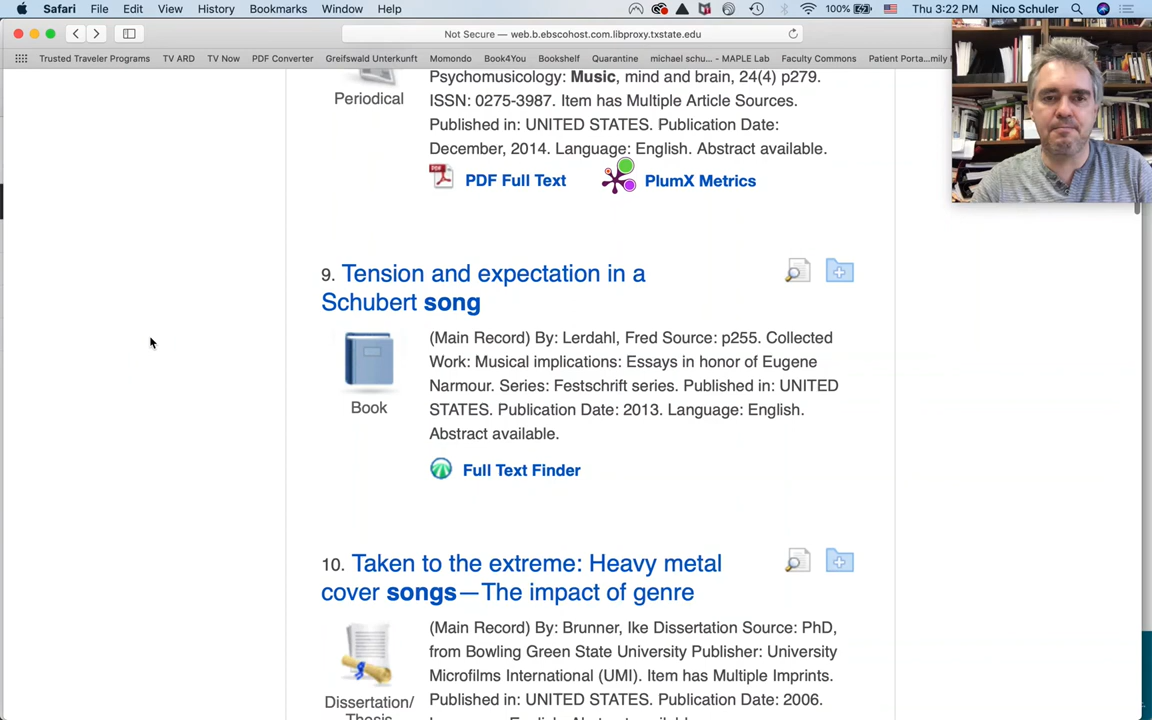 Safari File Edit View History Bookmarks Window Help 100% Thu 3:22 PM Nico Schuler
Not Secure — web.b.ebscohost.com.libproxy.txstate.edu
Trusted Traveler Programs TV ARD TV Now PDF Converter Greifswald Unterkunft Momondo Book4You Bookshelf Quarantine michael schu... - MAPLE Lab Faculty Commons Patient Porta...mily
Periodical
Psychomusicology: Music, mind and brain, 24(4) p279.
ISSN: 0275-3987. Item has Multiple Article Sources.
Published in: UNITED STATES. Publication Date:
December, 2014. Language: English. Abstract available.
PDF Full Text PlumX Metrics
9. Tension and expectation in a
Schubert song
Book
(Main Record) By: Lerdahl, Fred Source: p255. Collected
Work: Musical implications: Essays in honor of Eugene
Narmour. Series: Festschrift series. Published in: UNITED
STATES. Publication Date: 2013. Language: English.
Abstract available.
Full Text Finder
10. Taken to the extreme: Heavy metal
cover songs—The impact of genre
Dissertation/
Thesis
(Main Record) By: Brunner, Ike Dissertation Source: PhD,
from Bowling Green State University Publisher: University
Microfilms International (UMI). Item has Multiple Imprints.
Published in: UNITED STATES. Publication Date: 2006.